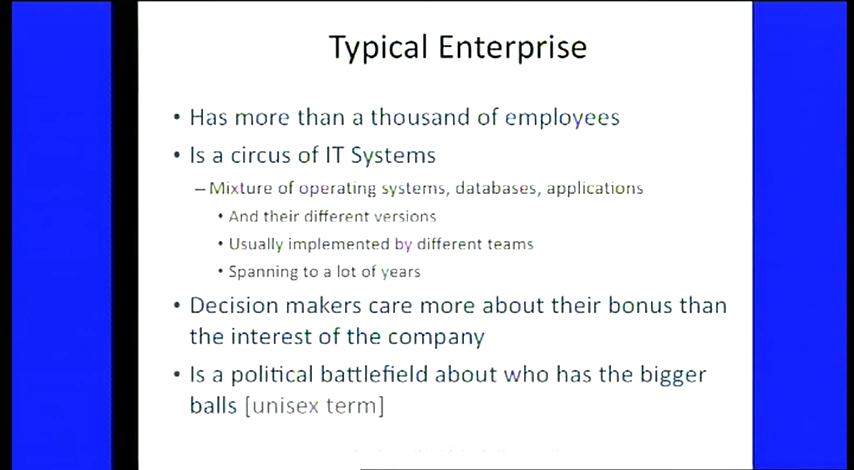 Typical Enterprise
• Has more than a thousand of employees
• Is a circus of IT Systems
– Mixture of operating systems, databases, applications
• And their different versions
• Usually implemented by different teams
• Spanning to a lot of years
• Decision makers care more about their bonus than
the interest of the company
• Is a political battlefield about who has the bigger
balls [unisex term]